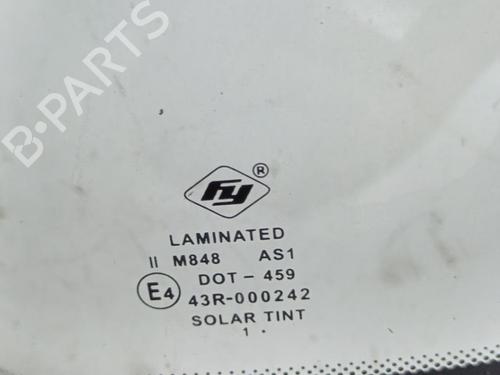 B-PARTS
FY ®
LAMINATED
II M848 AS1
DOT - 459
E4 43R-000242
SOLAR TINT
1 .